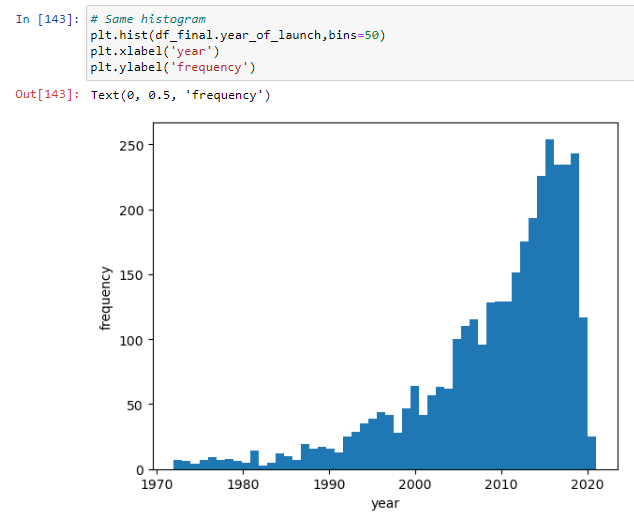 In [143]: # Same histogram
plt.hist(df_final.year_of_launch,bins=50)
plt.xlabel('year')
plt.ylabel('frequency')
Out[143]: Text(0, 0.5, 'frequency')
250
200
150
100
50
0
frequency
1970 1980 1990 2000 2010 2020
year